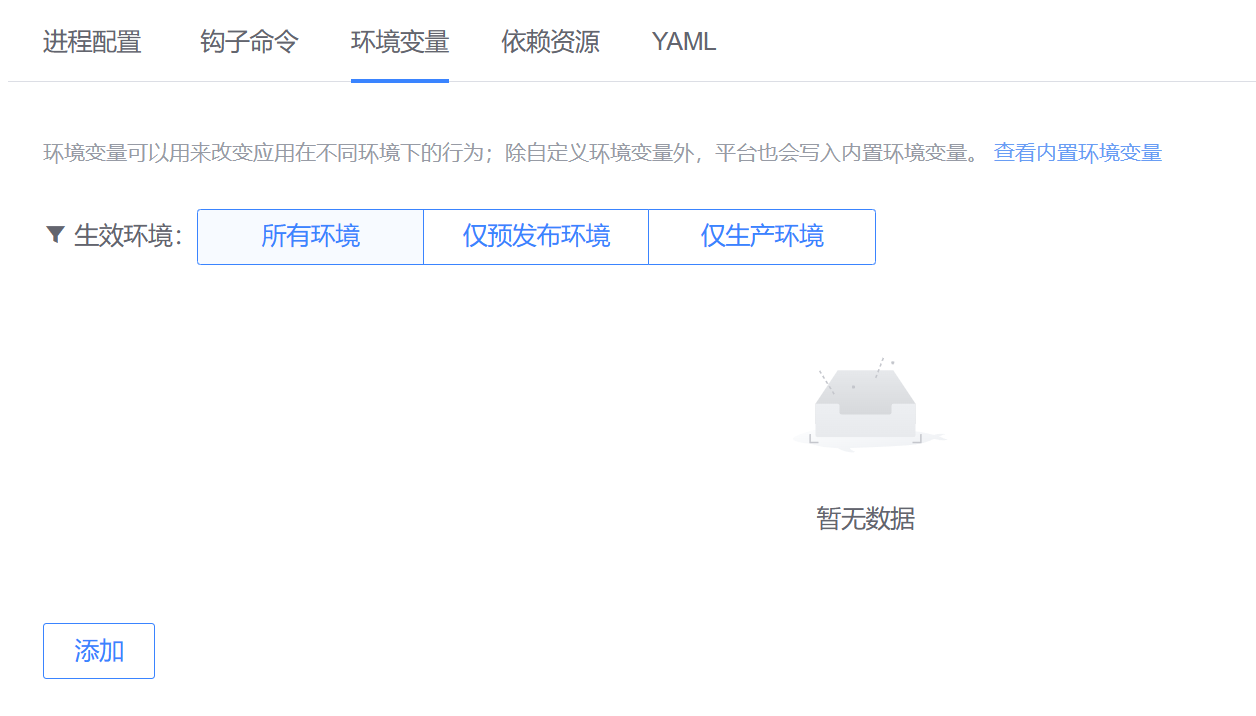 进程配置 钩子命令 环境变量 依赖资源 YAML
环境变量可以用来改变应用在不同环境下的行为；除自定义环境变量外，平台也会写入内置环境变量。 查看内置环境变量
生效环境： 所有环境 仅预发布环境 仅生产环境
暂无数据
添加